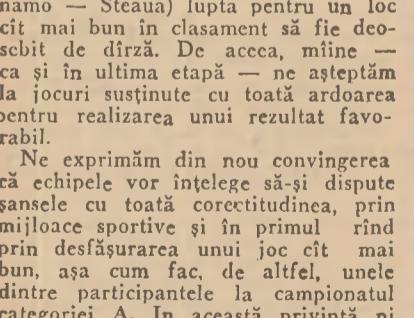 namo — Steaua) lupta pentru un loc
cît mai bun în clasament să fie deo-
sebit de dîrză. De aceea, mîine —
ca și în ultima etapă — ne așteptăm
la jocuri susținute cu toată ardoarea
pentru realizarea unui rezultat favo-
rabil.
Ne exprimăm din nou convingerea
că echipele vor înțelege să-și dispute
șansele cu toată corectitudinea, prin
mijloace sportive și în primul rînd
prin desfășurarea unui joc cît mai
bun, așa cum fac, de altfel, unele
dintre participantele la campionatul
categoriei A. In această privință ni